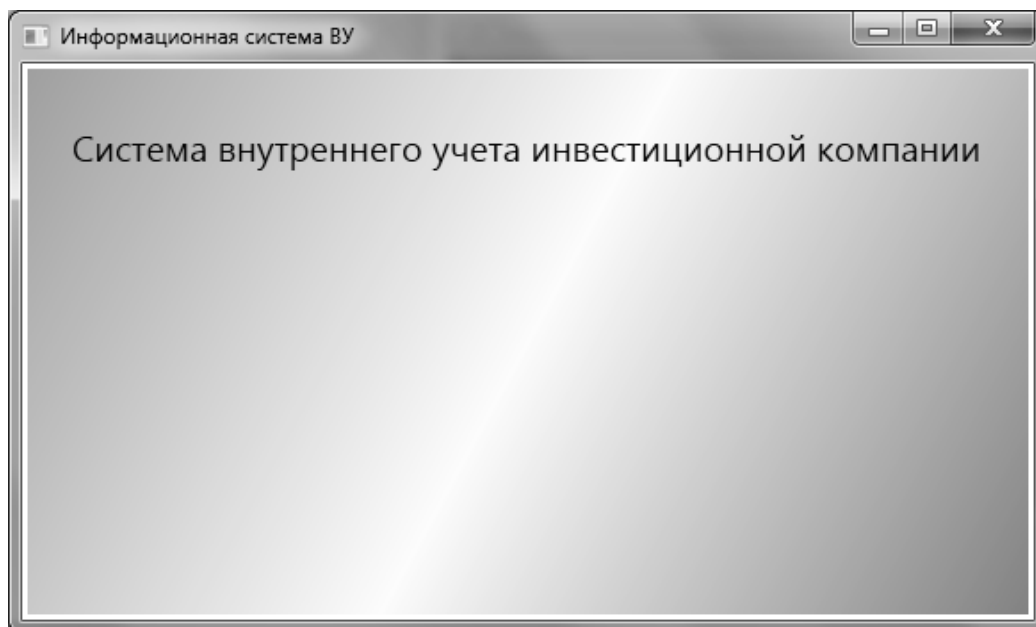 Информационная система ВУ
Система внутреннего учета инвестиционной компании